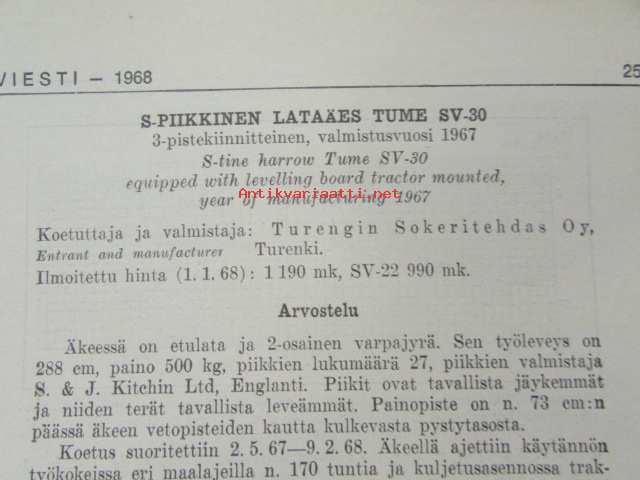 VIESTI – 1968 25
S-PIIKKINEN LATAÄES TUME SV-30
3-pistekiinnitteinen, valmistusvuosi 1967
S-tine harrow Tume SV-30
equipped with levelling board tractor mounted,
Antikvariaatti.net
year of manufacturing 1967
Koetuttaja ja valmistaja: Turengin Sokeritehdas Oy,
Entrant and manufacturer Turenki.
Ilmoitettu hinta (1. 1. 68): 1 190 mk, SV-22 990 mk.
Arvostelu
Äkeessä on etulata ja 2-osainen varpajyrä. Sen työleveys on
288 cm, paino 500 kg, piikkien lukumäärä 27, piikkien valmistaja
S. & J. Kitchin Ltd, Englanti. Piikit ovat tavallista jäykemmät
ja niiden terät tavallista leveämmät. Painopiste on n. 73 cm:n
päässä äkeen vetopisteiden kautta kulkevasta pystytasosta.
Koetus suoritettiin 2. 5. 67—9. 2. 68. Äkeellä ajettiin käytännön
työkokeissa eri maalajeilla n. 170 tuntia ja kuljetusasennossa trak-